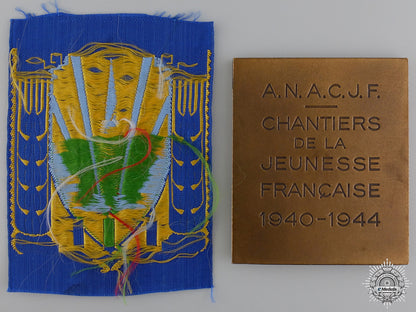 A.N.A.C.J.F.
CHANTIERS
DE LA
JEUNESSE
FRANÇAISE
1940-1944